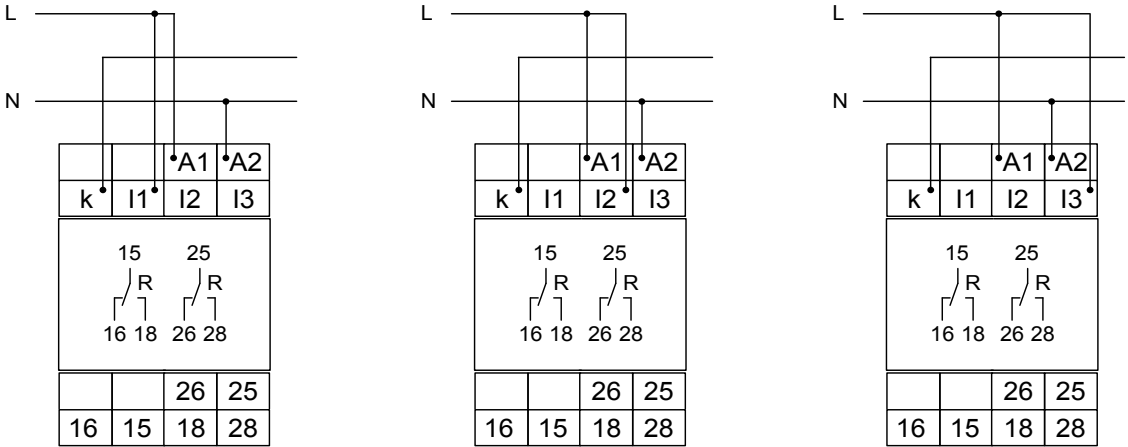 L L L
N N N
A1 A2 A1 A2 A1 A2
k I1 I2 I3 k I1 I2 I3 k I1 I2 I3
15 25 15 25 15 25
R R R R R R
16 18 26 28 16 18 26 28 16 18 26 28
26 25 26 25 26 25
16 15 18 28 16 15 18 28 16 15 18 28